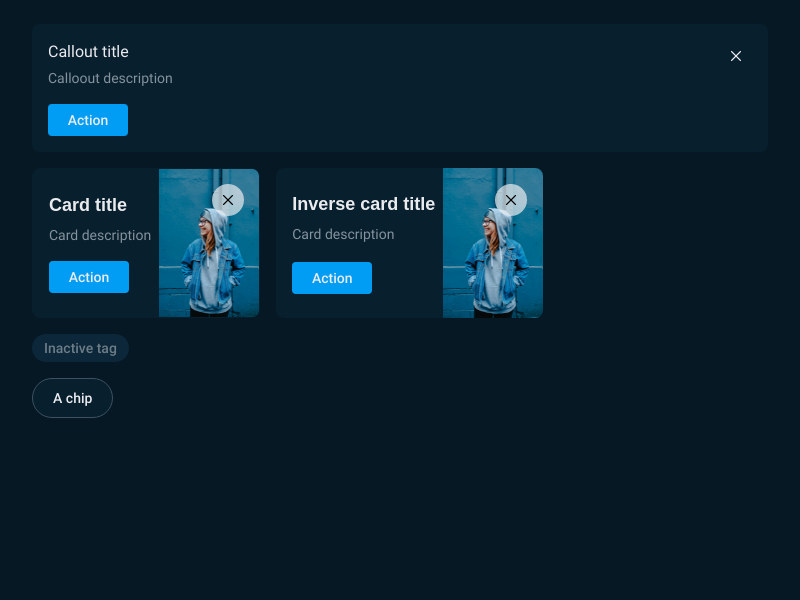 Callout title
Calloout description
Action
Card title
Card description
Action
Inverse card title
Card description
Action
Inactive tag
A chip